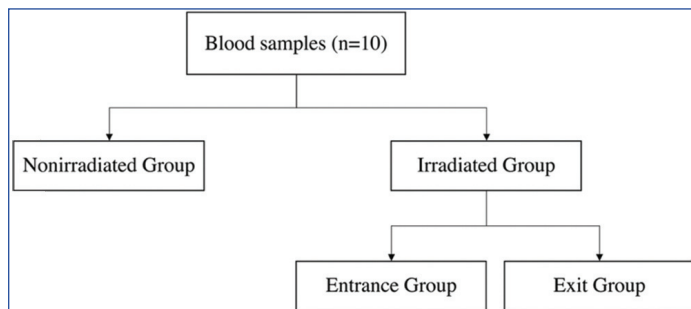 Blood samples (n=10)
Nonirradiated Group
Irradiated Group
Entrance Group
Exit Group